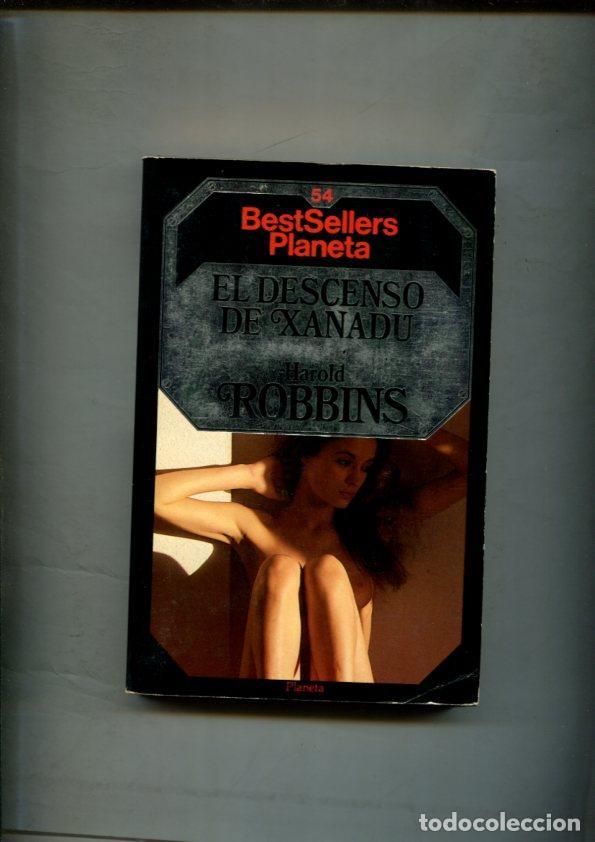 54
BestSellers
Planeta
EL DESCENSO
DE XANADU
Harold
ROBBINS
Planeta
todocoleccion